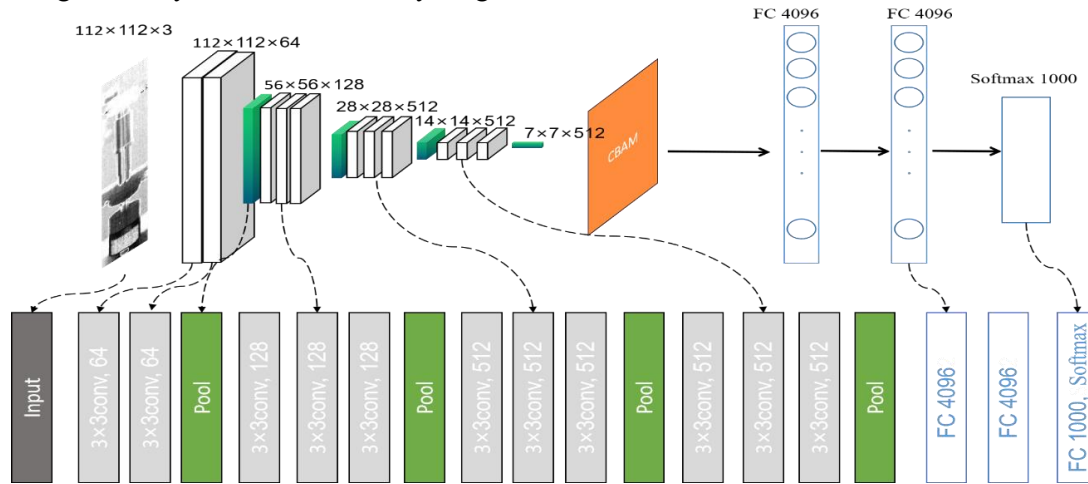 112×112×3
112×112×64
56×56×128
28×28×512
14×14×512
7×7×512
CBAM
FC 4096
FC 4096
Softmax 1000
Input
3×3conv, 64
3×3conv, 64
Pool
3×3conv, 128
3×3conv, 128
3×3conv, 128
Pool
3×3conv, 512
3×3conv, 512
3×3conv, 512
Pool
3×3conv, 512
3×3conv, 512
3×3conv, 512
Pool
FC 4096
FC 4096
FC 1000, Softmax